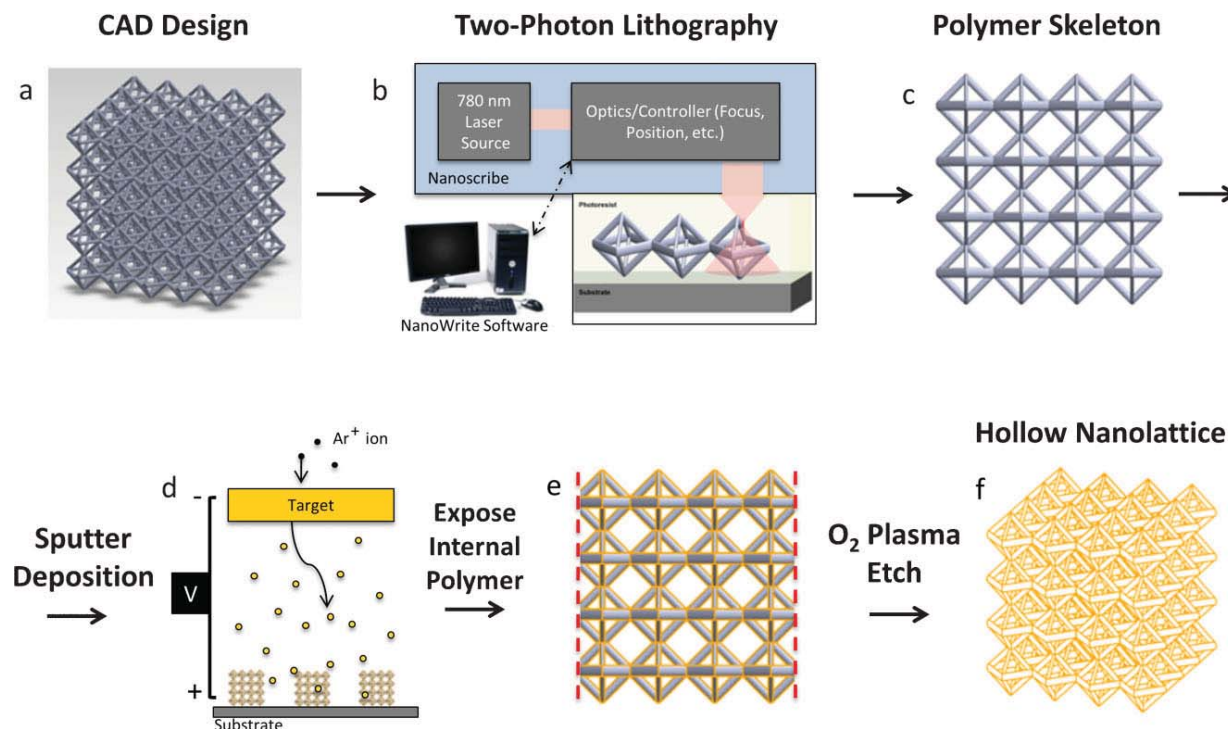 CAD Design
Two-Photon Lithography
Polymer Skeleton
a
b
c
780 nm
Laser
Source
Optics/Controller (Focus,
Position, etc.)
Nanoscribe
Photoresist
Substrate
NanoWrite Software
Sputter
Deposition
d
Ar⁺ ion
-
Target
V
+
Substrate
Expose
Internal
Polymer
e
O₂ Plasma
Etch
Hollow Nanolattice
f